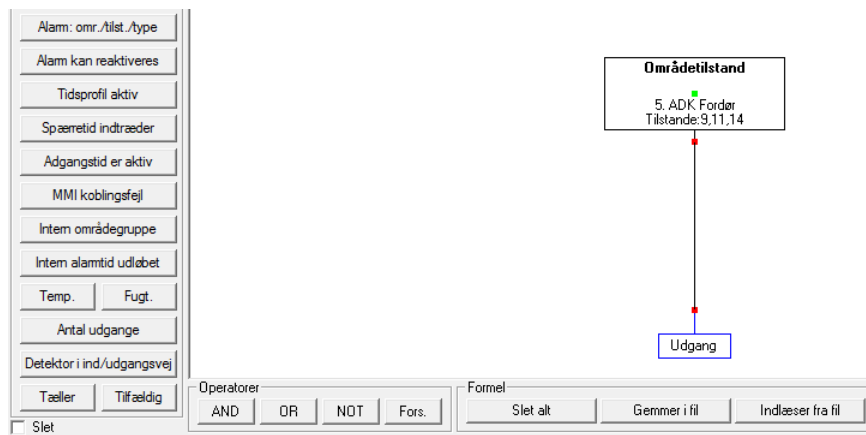 Alarm: omr./tilst./type
Alarm kan reaktiveres
Tidsprofil aktiv
Spærretid indtræder
Adgangstid er aktiv
MMI koblingsfejl
Intern områdegruppe
Intern alarmtid udløbet
Temp. Fugt.
Antal udgange
Detektor i ind/udgangsvej
Tæller Tilfældig
Slet
Områdetilstand
5. ADK Fordør
Tilstande:9,11,14
Udgang
Operatorer
AND OR NOT Fors.
Formel
Slet alt Gemmer i fil Indlæser fra fil